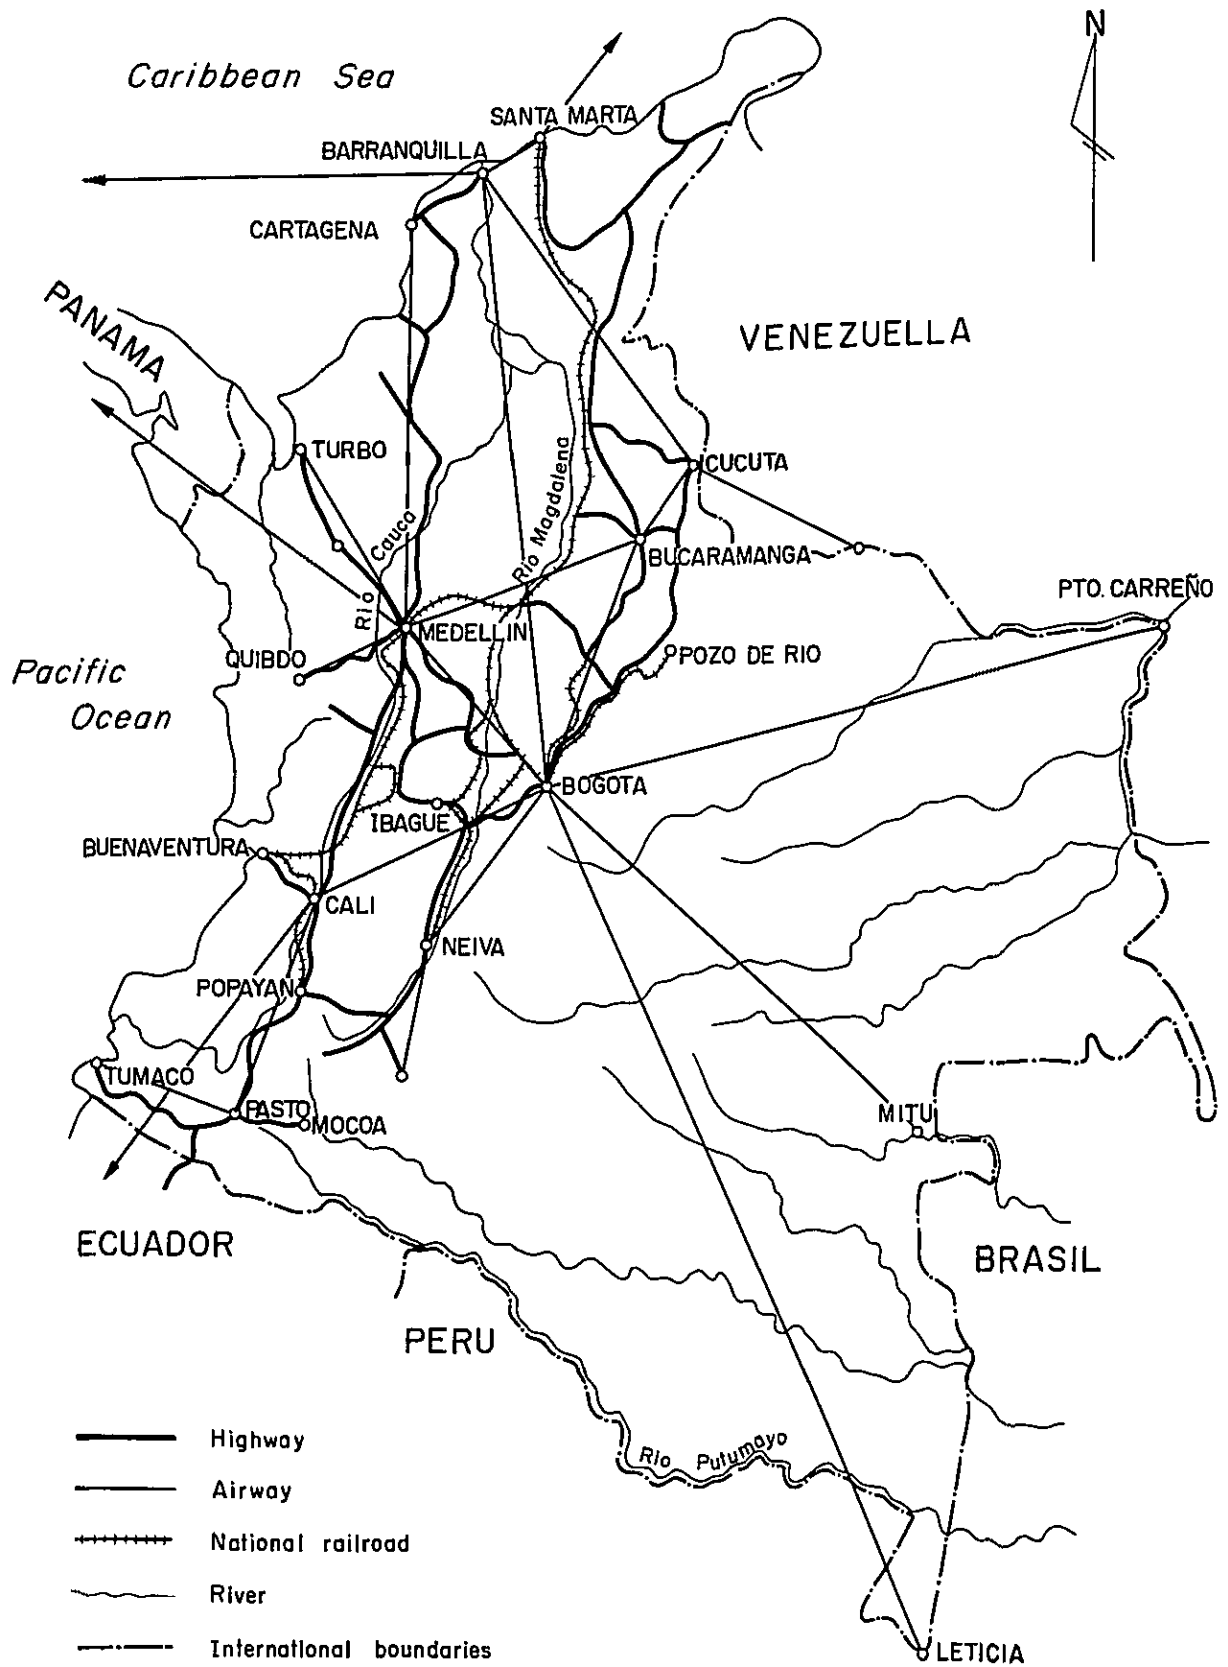 N
Caribbean Sea
SANTA MARTA
BARRANQUILLA
CARTAGENA
PANAMA
VENEZUELLA
TURBO
CUCUTA
Rio Magdalena
Rio Cauca
BUCARAMANGA
PTO. CARREÑO
MEDELLIN
QUIBDO
POZO DE RIO
Pacific
Ocean
BOGOTA
IBAGUE
BUENAVENTURA
CALI
NEIVA
POPAYAN
TUMACO
PASTO
MOCOA
MITU
ECUADOR
BRASIL
PERU
Rio Putumayo
Highway
Airway
National railroad
River
International boundaries
LETICIA